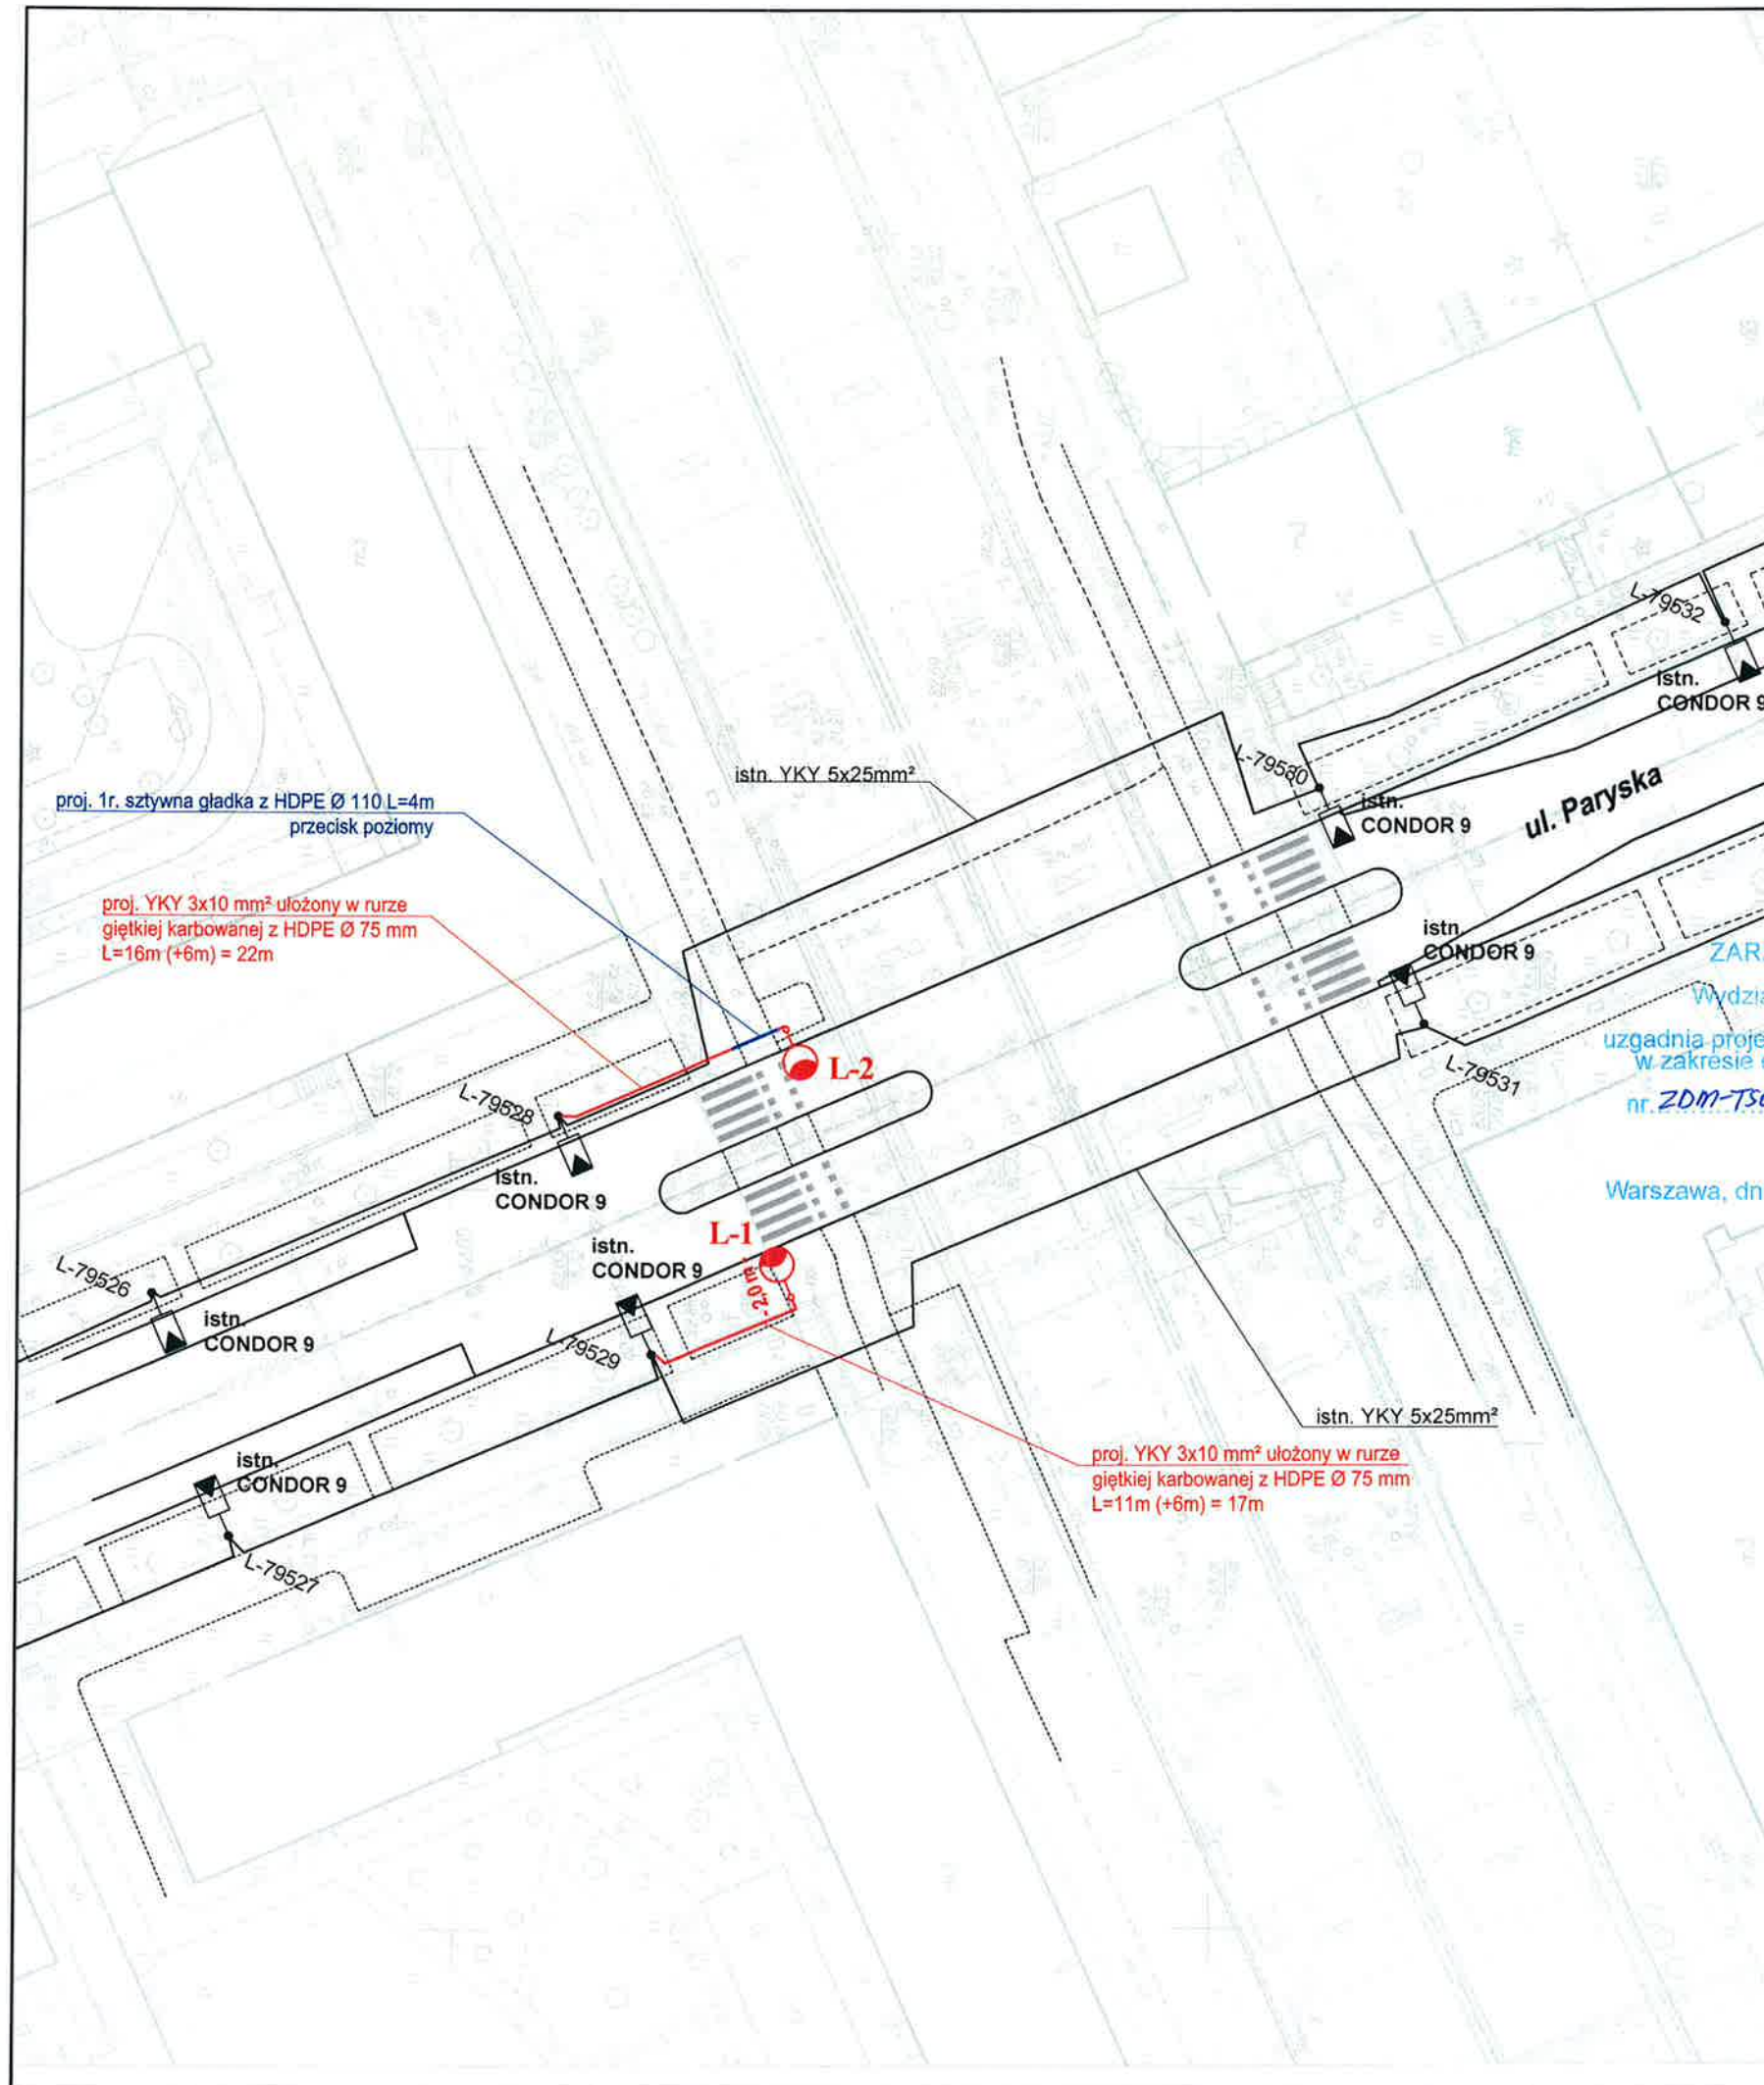 L-79532
istn.
CONDOR 9
istn. YKY 5x25mm²
L-79530
istn.
CONDOR 9
ul. Paryska
proj. 1r. sztywna gładka z HDPE Ø 110 L=4m
przecisk poziomy
proj. YKY 3x10 mm² ułożony w rurze
giętkiej karbowanej z HDPE Ø 75 mm
L=16m (+6m) = 22m
istn.
CONDOR 9
L-79531
uzgadnia
w zakresie
nr. ZDM-
Warszawa, dn
L-2
L-79528
istn.
CONDOR 9
L-1
2,0 m
istn.
CONDOR 9
L-79529
L-79526
istn.
CONDOR 9
istn. YKY 5x25mm²
proj. YKY 3x10 mm² ułożony w rurze
giętkiej karbowanej z HDPE Ø 75 mm
L=11m (+6m) = 17m
istn.
CONDOR 9
L-79527